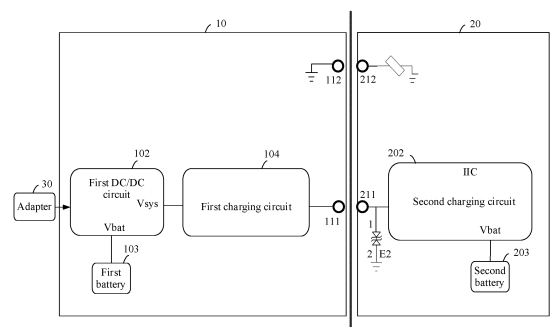 10
20
112
212
102
104
202
30
First DC/DC
circuit
Vsys
Vbat
Adapter
First charging circuit
111
211
IIC
Second charging circuit
Vbat
1
2
E2
103
First
battery
203
Second
battery